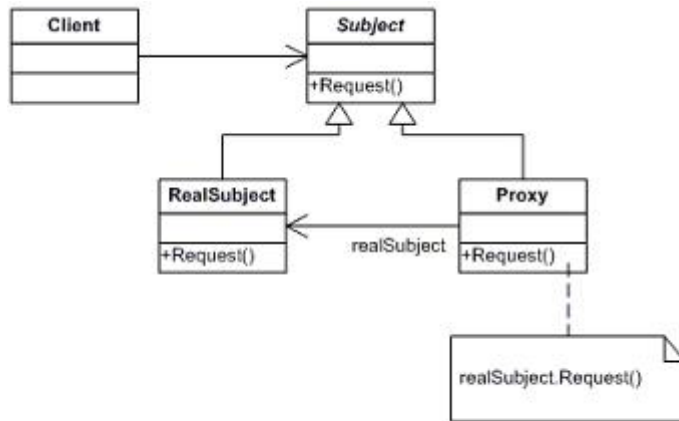 Client
Subject
+Request()
RealSubject
+Request()
Proxy
+Request()
realSubject
realSubject.Request()